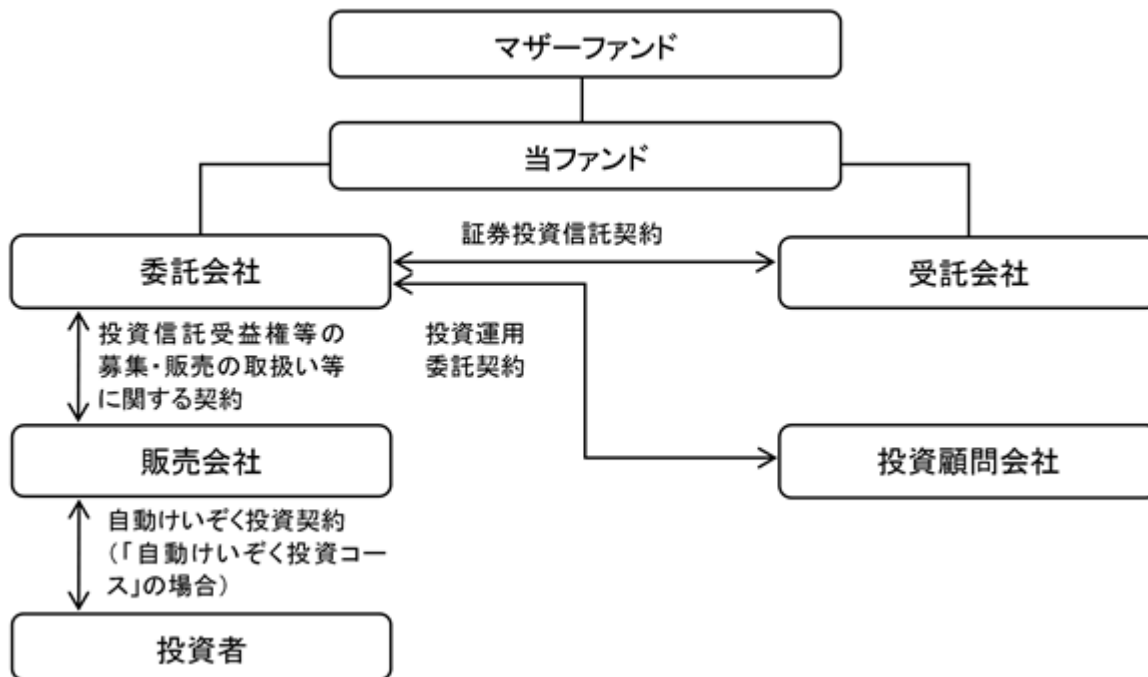 マザーファンド
当ファンド
証券投資信託契約
委託会社
受託会社
投資信託受益権等の
募集・販売の取扱い等
に関する契約
投資運用
委託契約
販売会社
投資顧問会社
自動けいぞく投資契約
(「自動けいぞく投資コー
ス」の場合)
投資者